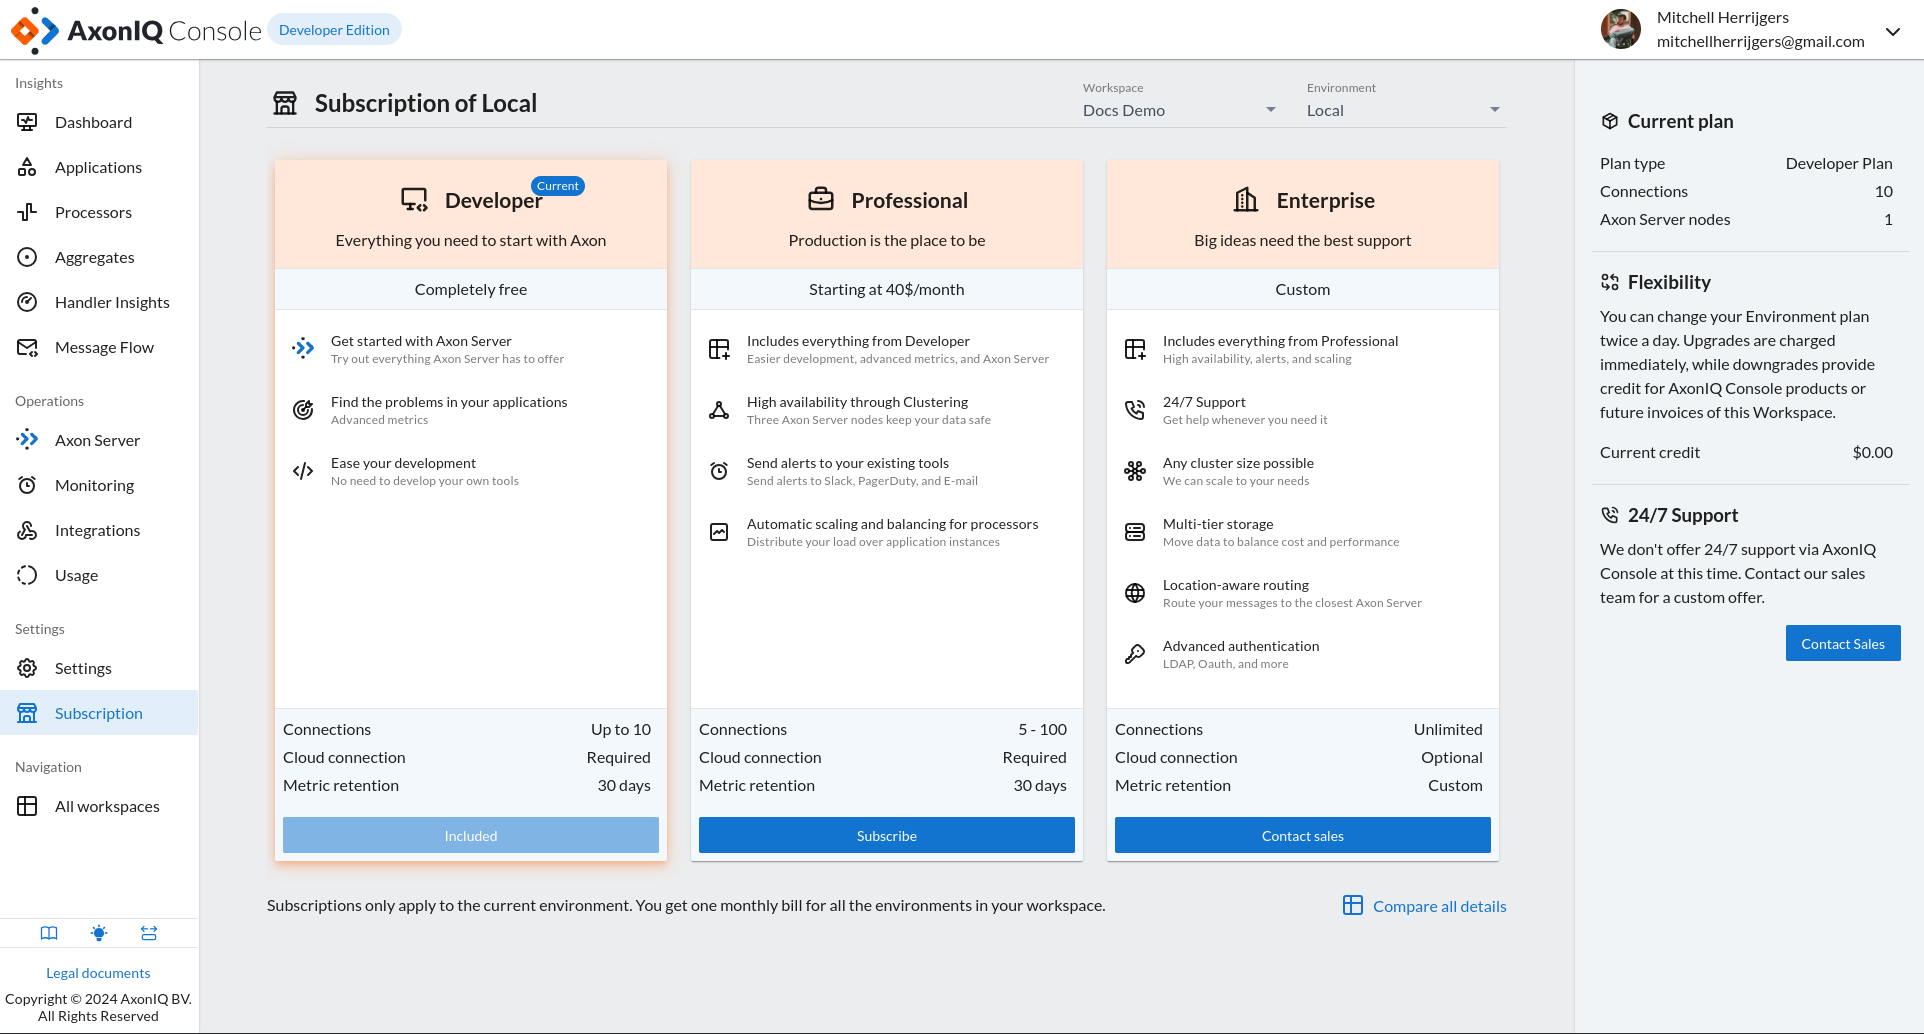 AxonIQ Console
Developer Edition
Mitchell Herrijgers
mitchellherrijgers@gmail.com
Insights
Dashboard
Applications
Processors
Aggregates
Handler Insights
Message Flow
Operations
Axon Server
Monitoring
Integrations
Usage
Settings
Settings
Subscription
Navigation
All workspaces
Legal documents
Copyright © 2024 AxonIQ BV.
All Rights Reserved
Subscription of Local
Workspace
Docs Demo
Environment
Local
Developer
Current
Everything you need to start with Axon
Completely free
Get started with Axon Server
Try out everything Axon Server has to offer
Find the problems in your applications
Advanced metrics
Ease your development
No need to develop your own tools
Connections Up to 10
Cloud connection Required
Metric retention 30 days
Included
Professional
Production is the place to be
Starting at 40$/month
Includes everything from Developer
Easier development, advanced metrics, and Axon Server
High availability through Clustering
Three Axon Server nodes keep your data safe
Send alerts to your existing tools
Send alerts to Slack, PagerDuty, and E-mail
Automatic scaling and balancing for processors
Distribute your load over application instances
Connections 5 - 100
Cloud connection Required
Metric retention 30 days
Subscribe
Enterprise
Big ideas need the best support
Custom
Includes everything from Professional
High availability, alerts, and scaling
24/7 Support
Get help whenever you need it
Any cluster size possible
We can scale to your needs
Multi-tier storage
Move data to balance cost and performance
Location-aware routing
Route your messages to the closest Axon Server
Advanced authentication
LDAP, Oauth, and more
Connections Unlimited
Cloud connection Optional
Metric retention Custom
Contact sales
Subscriptions only apply to the current environment. You get one monthly bill for all the environments in your workspace.
Compare all details
Current plan
Plan type Developer Plan
Connections 10
Axon Server nodes 1
Flexibility
You can change your Environment plan
twice a day. Upgrades are charged
immediately, while downgrades provide
credit for AxonIQ Console products or
future invoices of this Workspace.
Current credit $0.00
24/7 Support
We don't offer 24/7 support via AxonIQ
Console at this time. Contact our sales
team for a custom offer.
Contact Sales